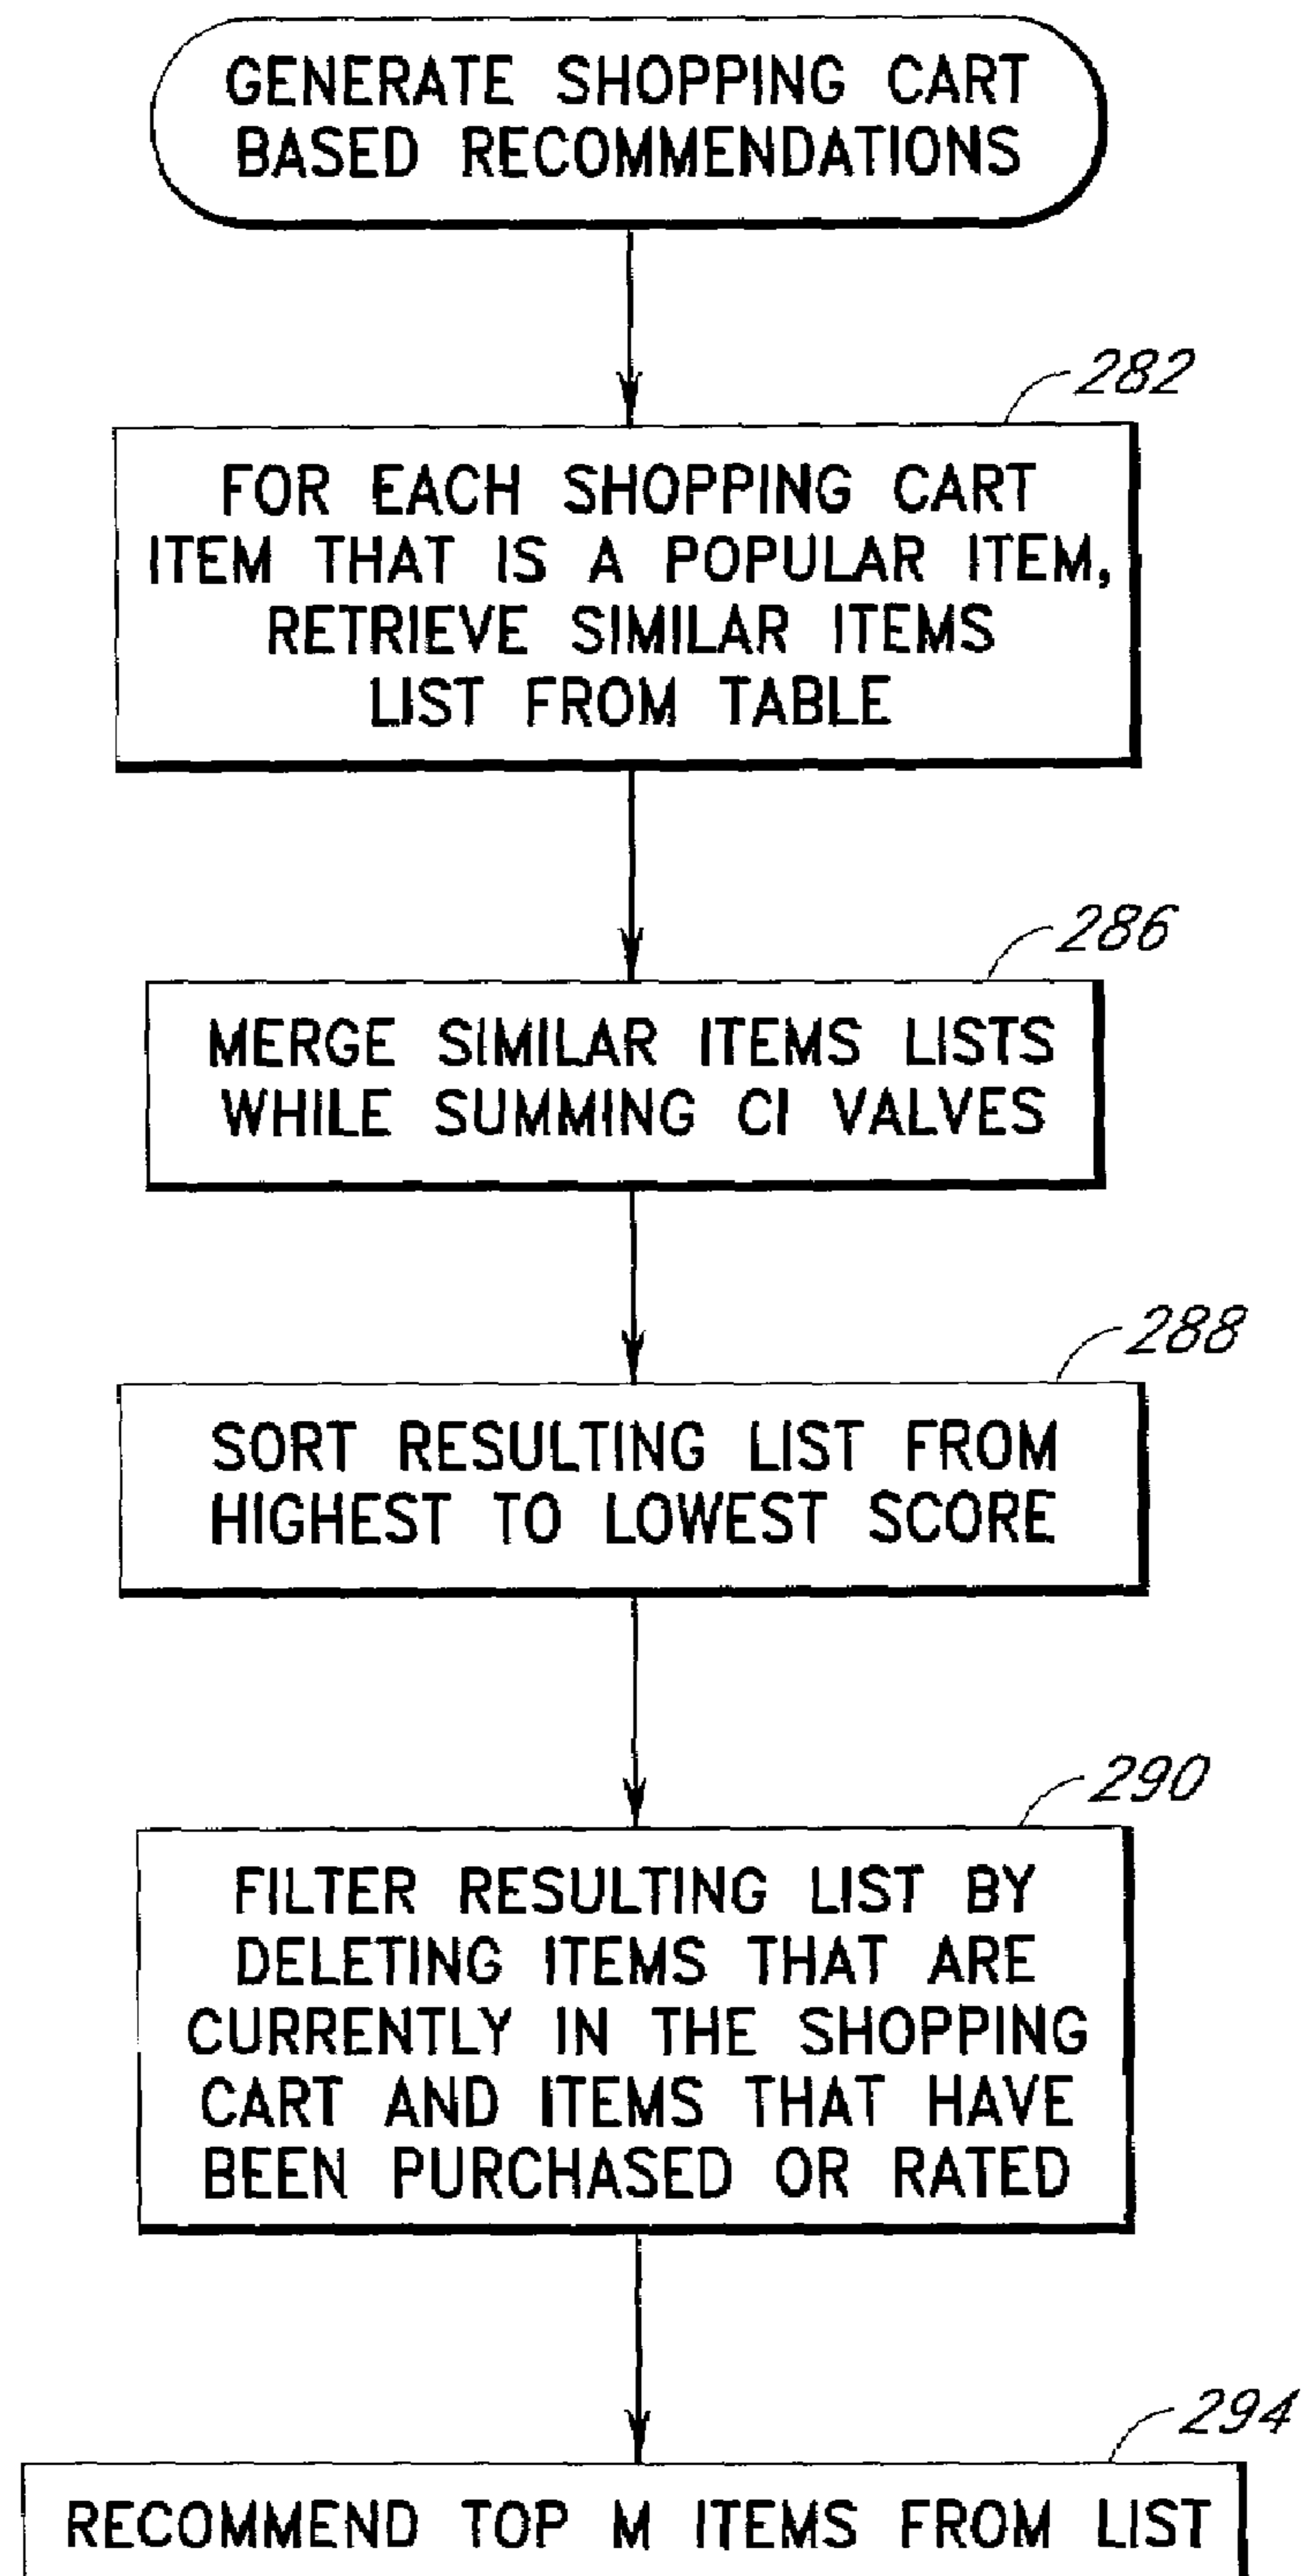 GENERATE SHOPPING CART
BASED RECOMMENDATIONS
282
FOR EACH SHOPPING CART
ITEM THAT IS A POPULAR ITEM,
RETRIEVE SIMILAR ITEMS
LIST FROM TABLE
286
MERGE SIMILAR ITEMS LISTS
WHILE SUMMING CI VALVES
288
SORT RESULTING LIST FROM
HIGHEST TO LOWEST SCORE
290
FILTER RESULTING LIST BY
DELETING ITEMS THAT ARE
CURRENTLY IN THE SHOPPING
CART AND ITEMS THAT HAVE
BEEN PURCHASED OR RATED
294
RECOMMEND TOP M ITEMS FROM LIST